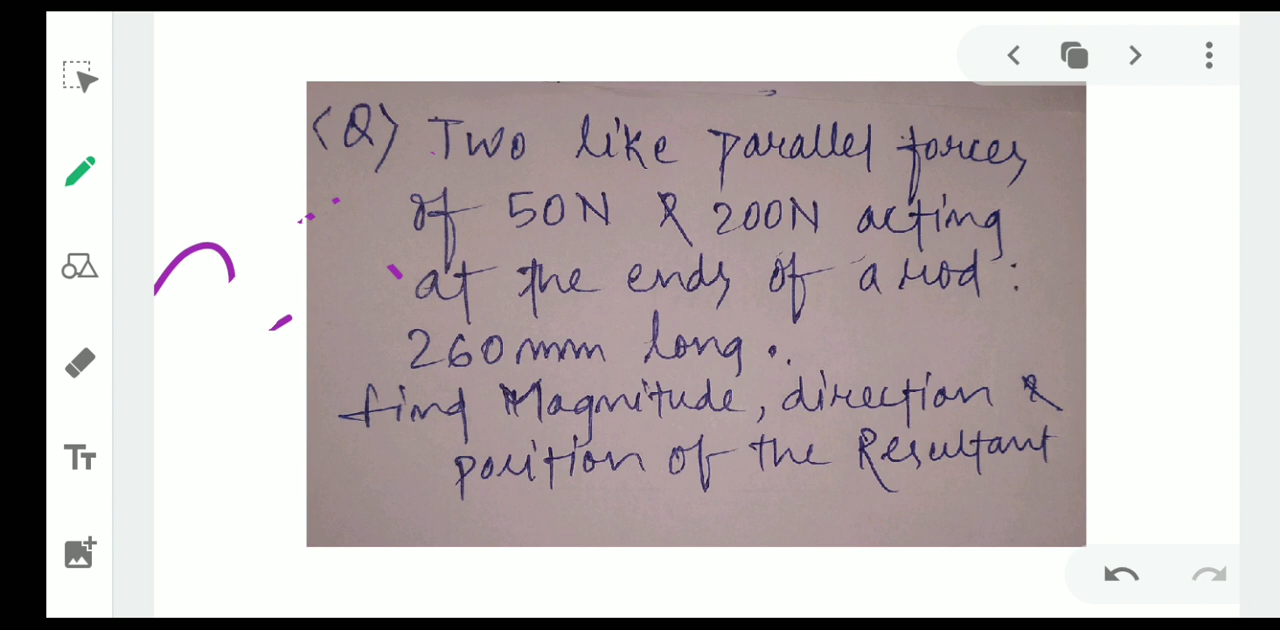 (Q) Two like parallel forces
of 50N & 200N acting
at the ends of a rod :
260mm long.
find Magnitude, direction &
position of the Resultant
TT